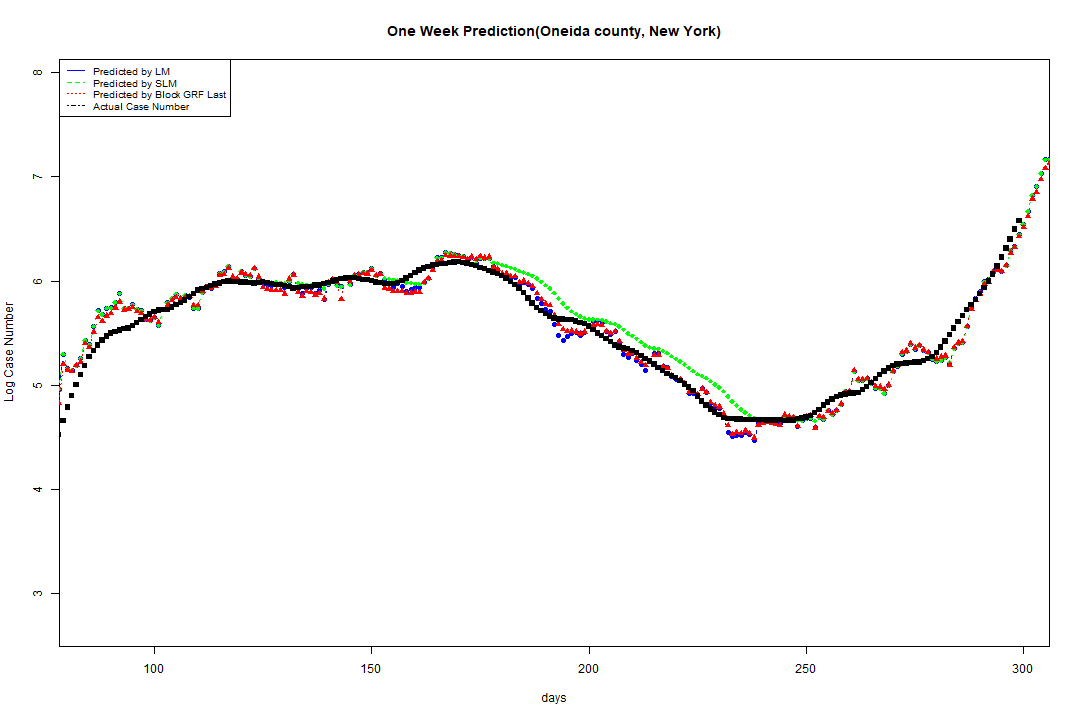 One Week Prediction(Oneida county, New York)
Predicted by LM
Predicted by SLM
Predicted by Block GRF Last
Actual Case Number
Log Case Number
8
7
6
5
4
3
100 150 200 250 300
days